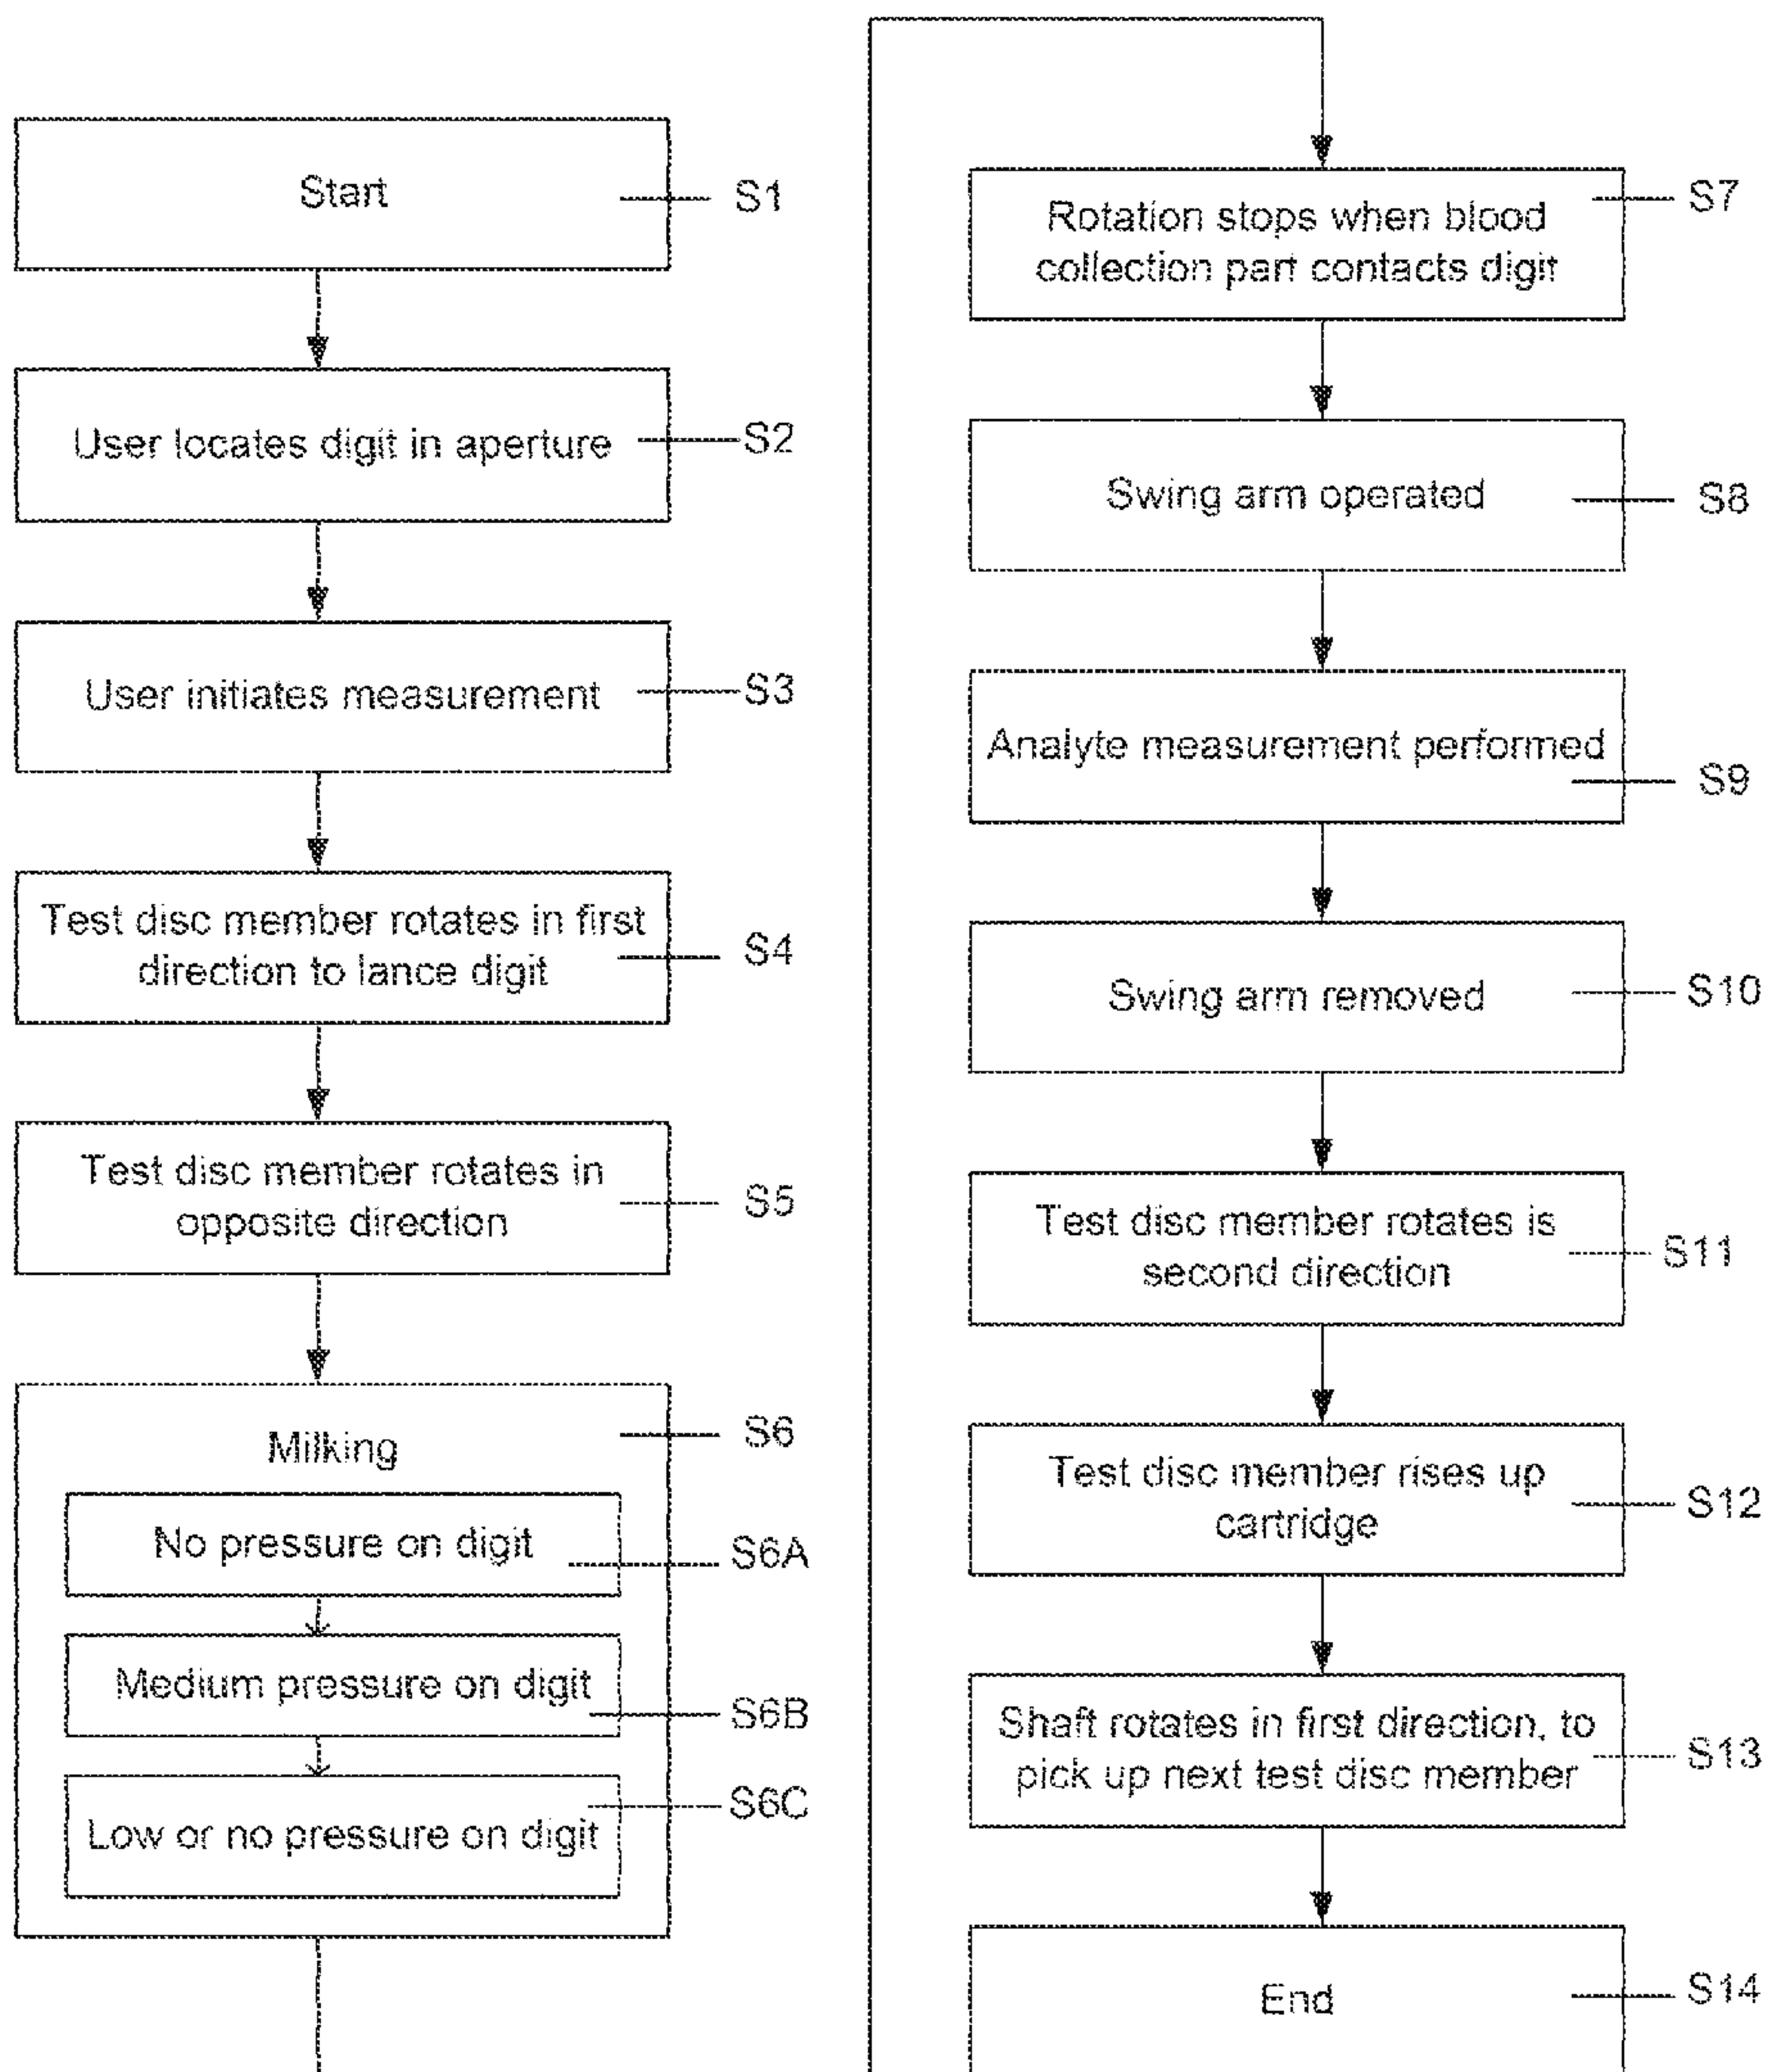 Start
S1
User locates digit in aperture
S2
User initiates measurement
S3
Test disc member rotates in first
direction to lance digit
S4
Test disc member rotates in
opposite direction
S5
Milking
S6
No pressure on digit
S6A
Medium pressure on digit
S6B
Low or no pressure on digit
S6C
Rotation stops when blood
collection part contacts digit
S7
Swing arm operated
S8
Analyte measurement performed
S9
Swing arm removed
S10
Test disc member rotates is
second direction
S11
Test disc member rises up
cartridge
S12
Shaft rotates in first direction, to
pick up next test disc member
S13
End
S14